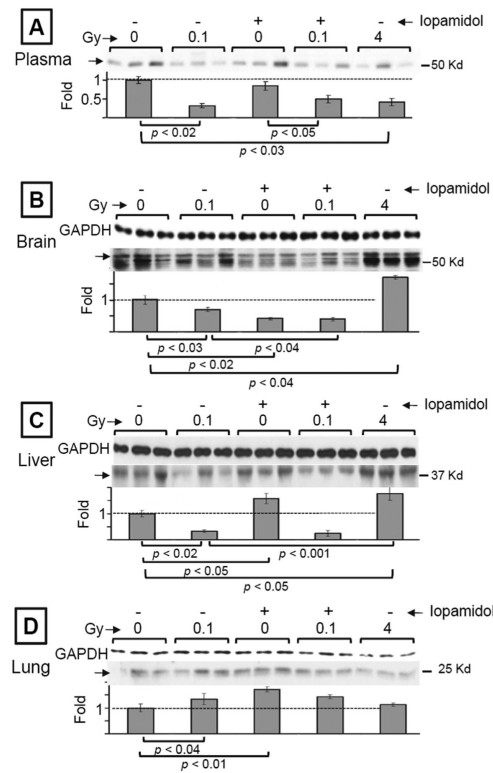 A - - + + - ← Iopamidol
Gy→ 0 0.1 0 0.1 4
Plasma → – 50 Kd
Fold 1
0.5
p < 0.02 p < 0.05
p < 0.03
B - - + + - ← Iopamidol
Gy→ 0 0.1 0 0.1 4
GAPDH
Brain → – 50 Kd
Fold 1
p < 0.03 p < 0.04
p < 0.02
p < 0.04
C - - + + - ← Iopamidol
Gy→ 0 0.1 0 0.1 4
GAPDH
Liver → – 37 Kd
Fold 1
p < 0.02 p < 0.001
p < 0.05
p < 0.05
D - - + + - ← Iopamidol
Gy→ 0 0.1 0 0.1 4
GAPDH
Lung → – 25 Kd
Fold 1
p < 0.04
p < 0.01